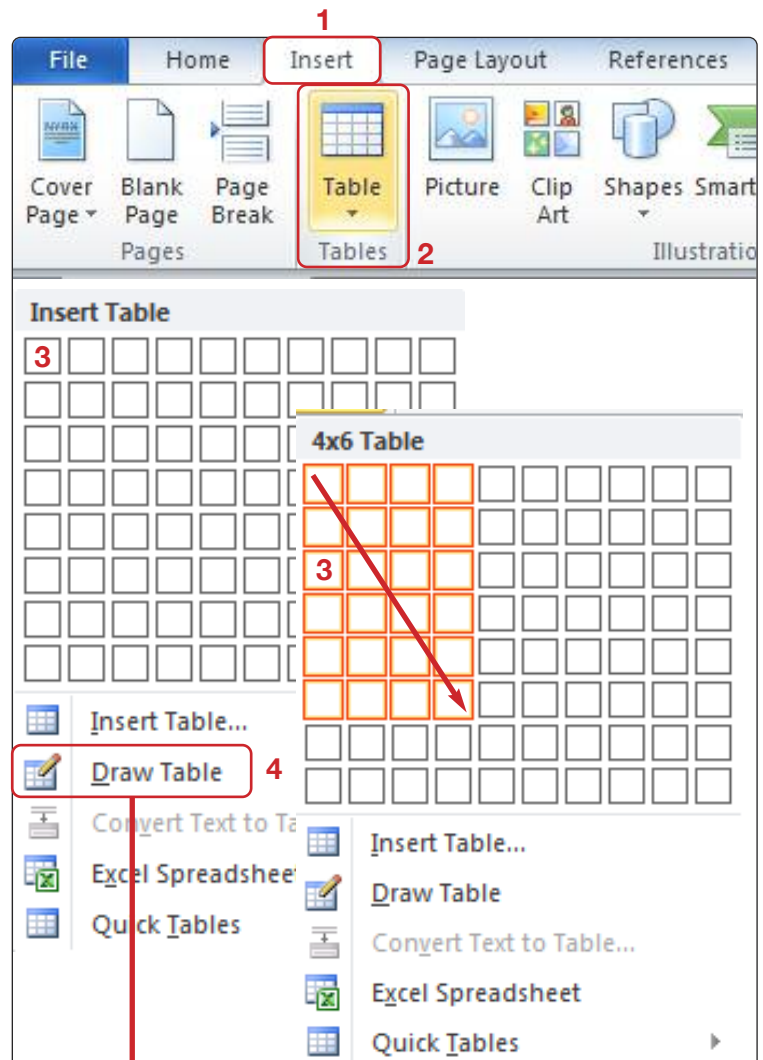 1
File Home Insert Page Layout References
Cover Page Blank Page Page Break Table Picture Clip Art Shapes Smart
Pages Tables 2 Illustratio
Insert Table
3
4x6 Table
3
Insert Table...
Draw Table 4
Convert Text to Ta
Excel Spreadshee
Quick Tables
Insert Table...
Draw Table
Convert Text to Table...
Excel Spreadsheet
Quick Tables